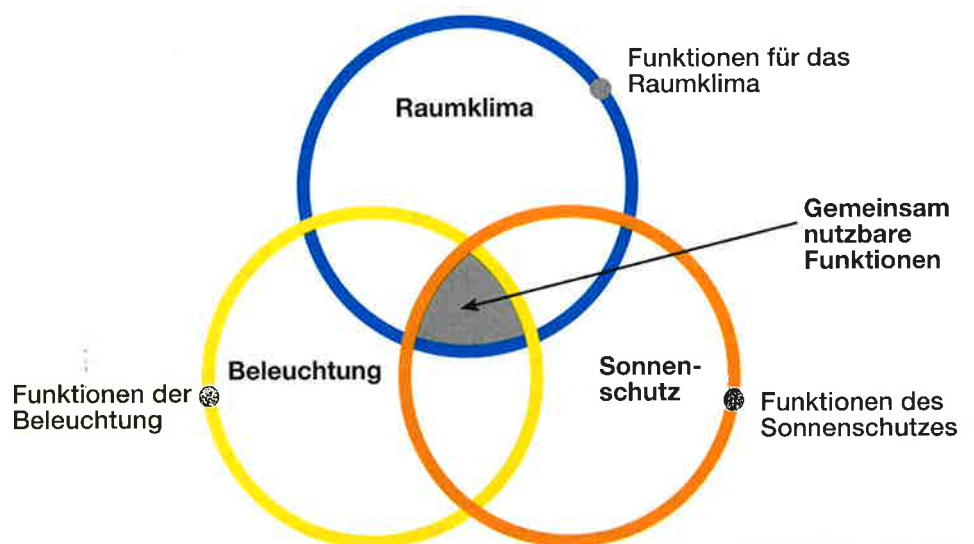 Funktionen für das
Raumklima
Raumklima
Gemeinsam
nutzbare
Funktionen
Beleuchtung
Sonnen-
schutz
Funktionen der
Beleuchtung
Funktionen des
Sonnenschutzes